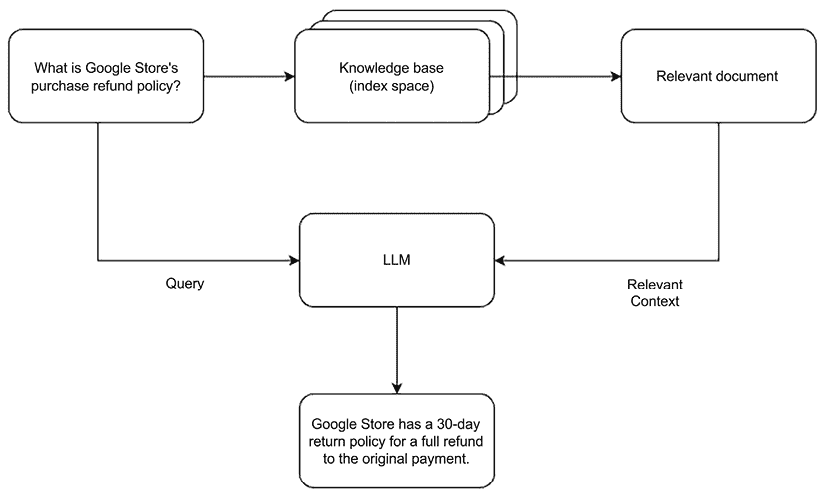 What is Google Store's
purchase refund policy?
Knowledge base
(index space)
Relevant document
LLM
Query
Relevant
Context
Google Store has a 30-day
return policy for a full refund
to the original payment.